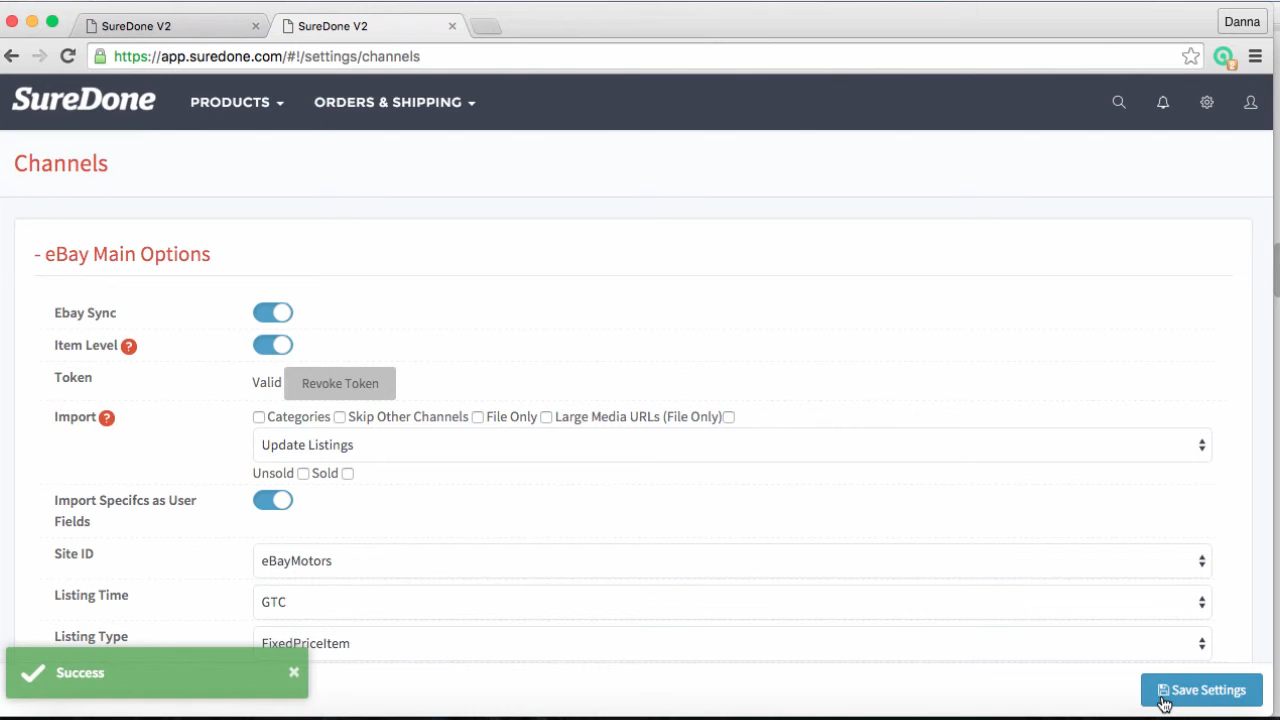 SureDone V2 SureDone V2 Danna
https://app.suredone.com/#!/settings/channels
SureDone PRODUCTS ORDERS & SHIPPING
Channels
- eBay Main Options
Ebay Sync
Item Level ?
Token Valid Revoke Token
Import ? Categories Skip Other Channels File Only Large Media URLs (File Only)
Update Listings
Unsold Sold
Import Specifcs as User
Fields
Site ID eBayMotors
Listing Time GTC
Listing Type FixedPriceItem
Success
Save Settings